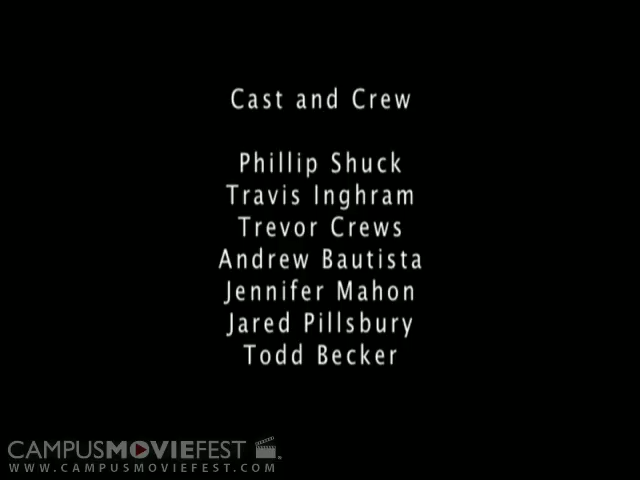 Cast and Crew
Phillip Shuck
Travis Inghram
Trevor Crews
Andrew Bautista
Jennifer Mahon
Jared Pillsbury
Todd Becker
CAMPUSMOVIEFEST
WWW.CAMPUSMOVIEFEST.COM